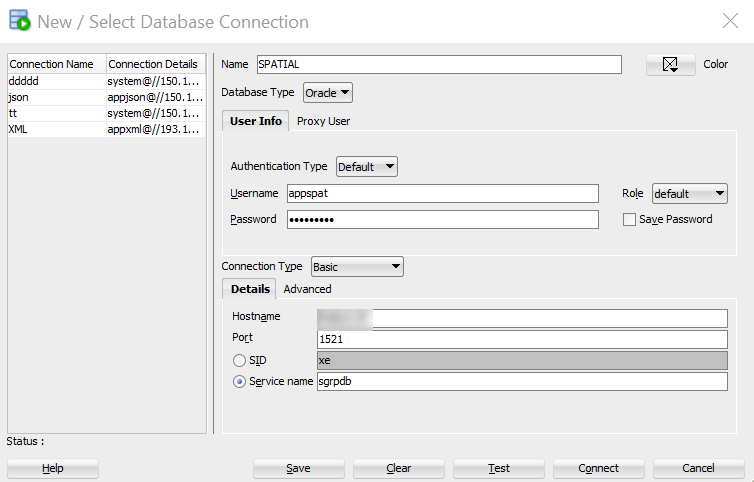 New / Select Database Connection
Connection Name Connection Details
ddddd system@//150.1...
json appjson@//150.1...
tt system@//150.1...
XML appxml@//193.1...
Name SPATIAL Color
Database Type Oracle
User Info Proxy User
Authentication Type Default
Username appspat Role default
Password ••••••••• Save Password
Connection Type Basic
Details Advanced
Hostname
Port 1521
SID xe
Service name sgrpdb
Status :
Help Save Clear Test Connect Cancel